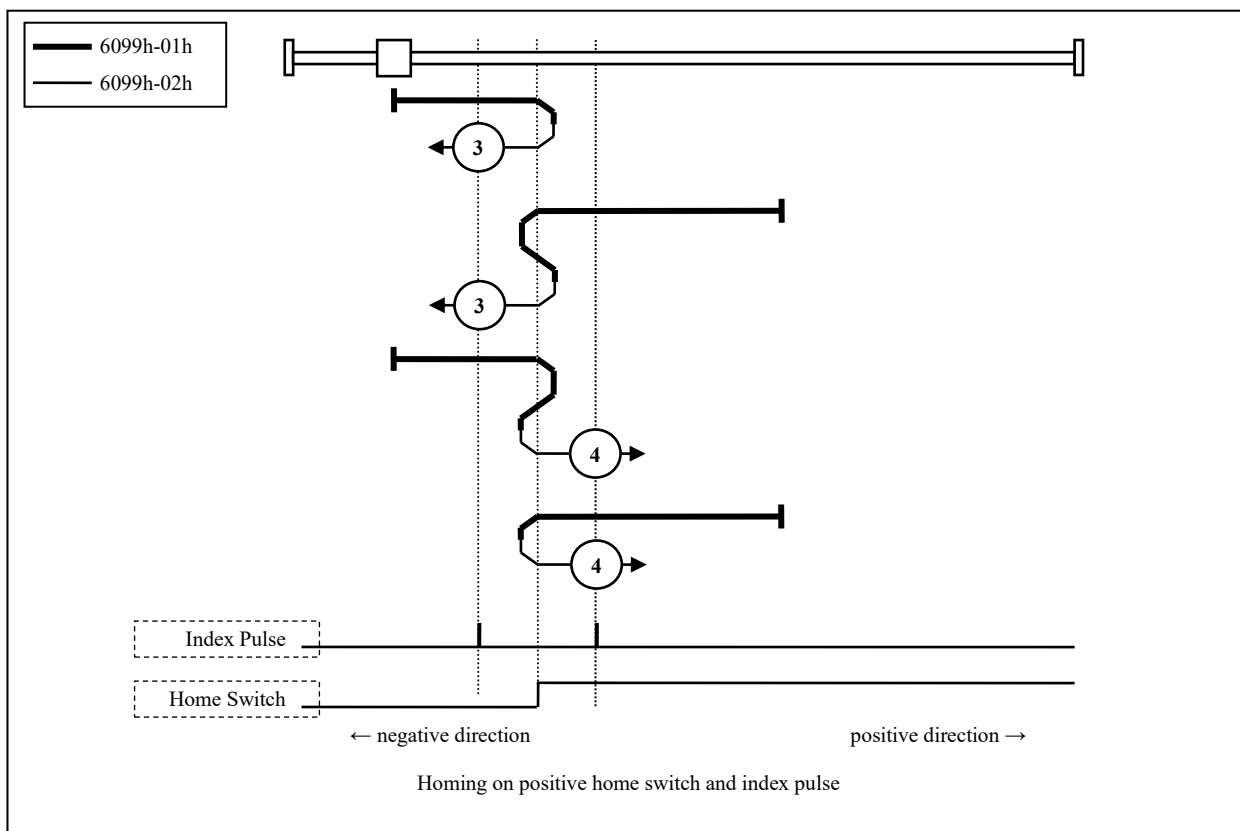 6099h-01h
6099h-02h
3
3
4
4
Index Pulse
Home Switch
← negative direction
positive direction →
Homing on positive home switch and index pulse